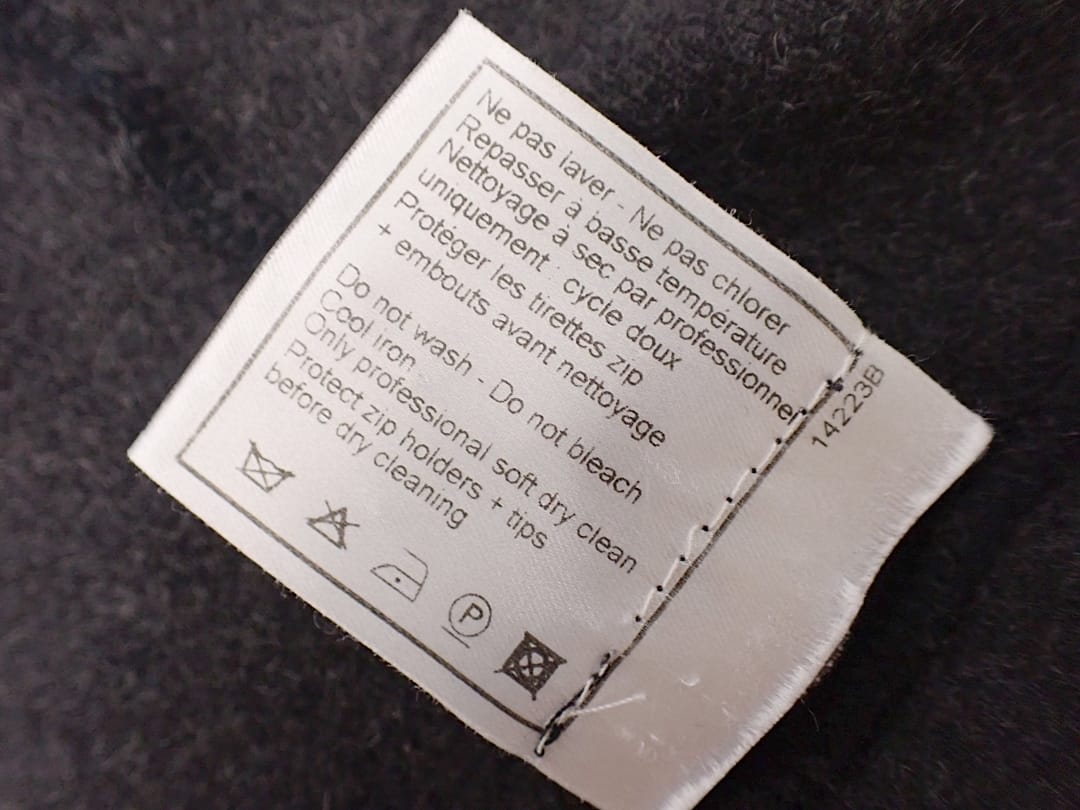 Ne pas laver - Ne pas chlorer
Repasser à basse température
Nettoyage à sec par professionnel
uniquement cycle doux
Protéger les tirettes zip
+ embouts avant nettoyage
Do not wash - Do not bleach
Cool iron
Only professional soft dry clean
Protect zip holders + tips
before dry cleaning
P
14223B